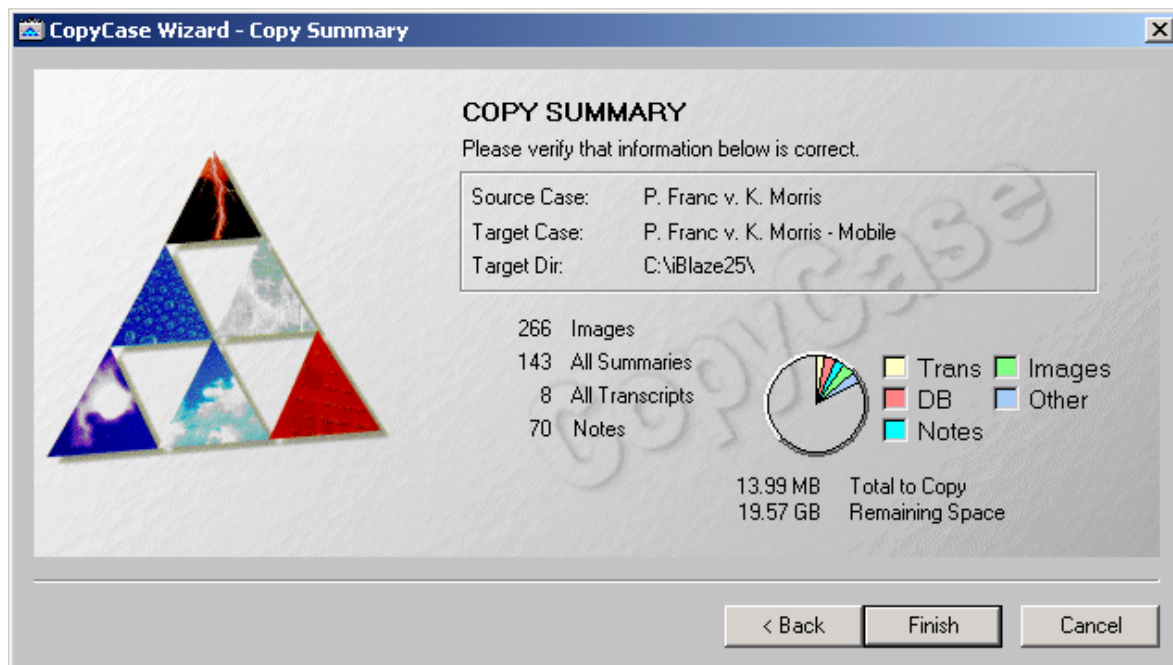 CopyCase Wizard - Copy Summary
COPY SUMMARY
Please verify that information below is correct.
Source Case: P. Franc v. K. Morris
Target Case: P. Franc v. K. Morris - Mobile
Target Dir: C:\iBlaze25\
CopyCase
266 Images
143 All Summaries
8 All Transcripts
70 Notes
Trans Images
DB Other
Notes
13.99 MB Total to Copy
19.57 GB Remaining Space
< Back Finish Cancel